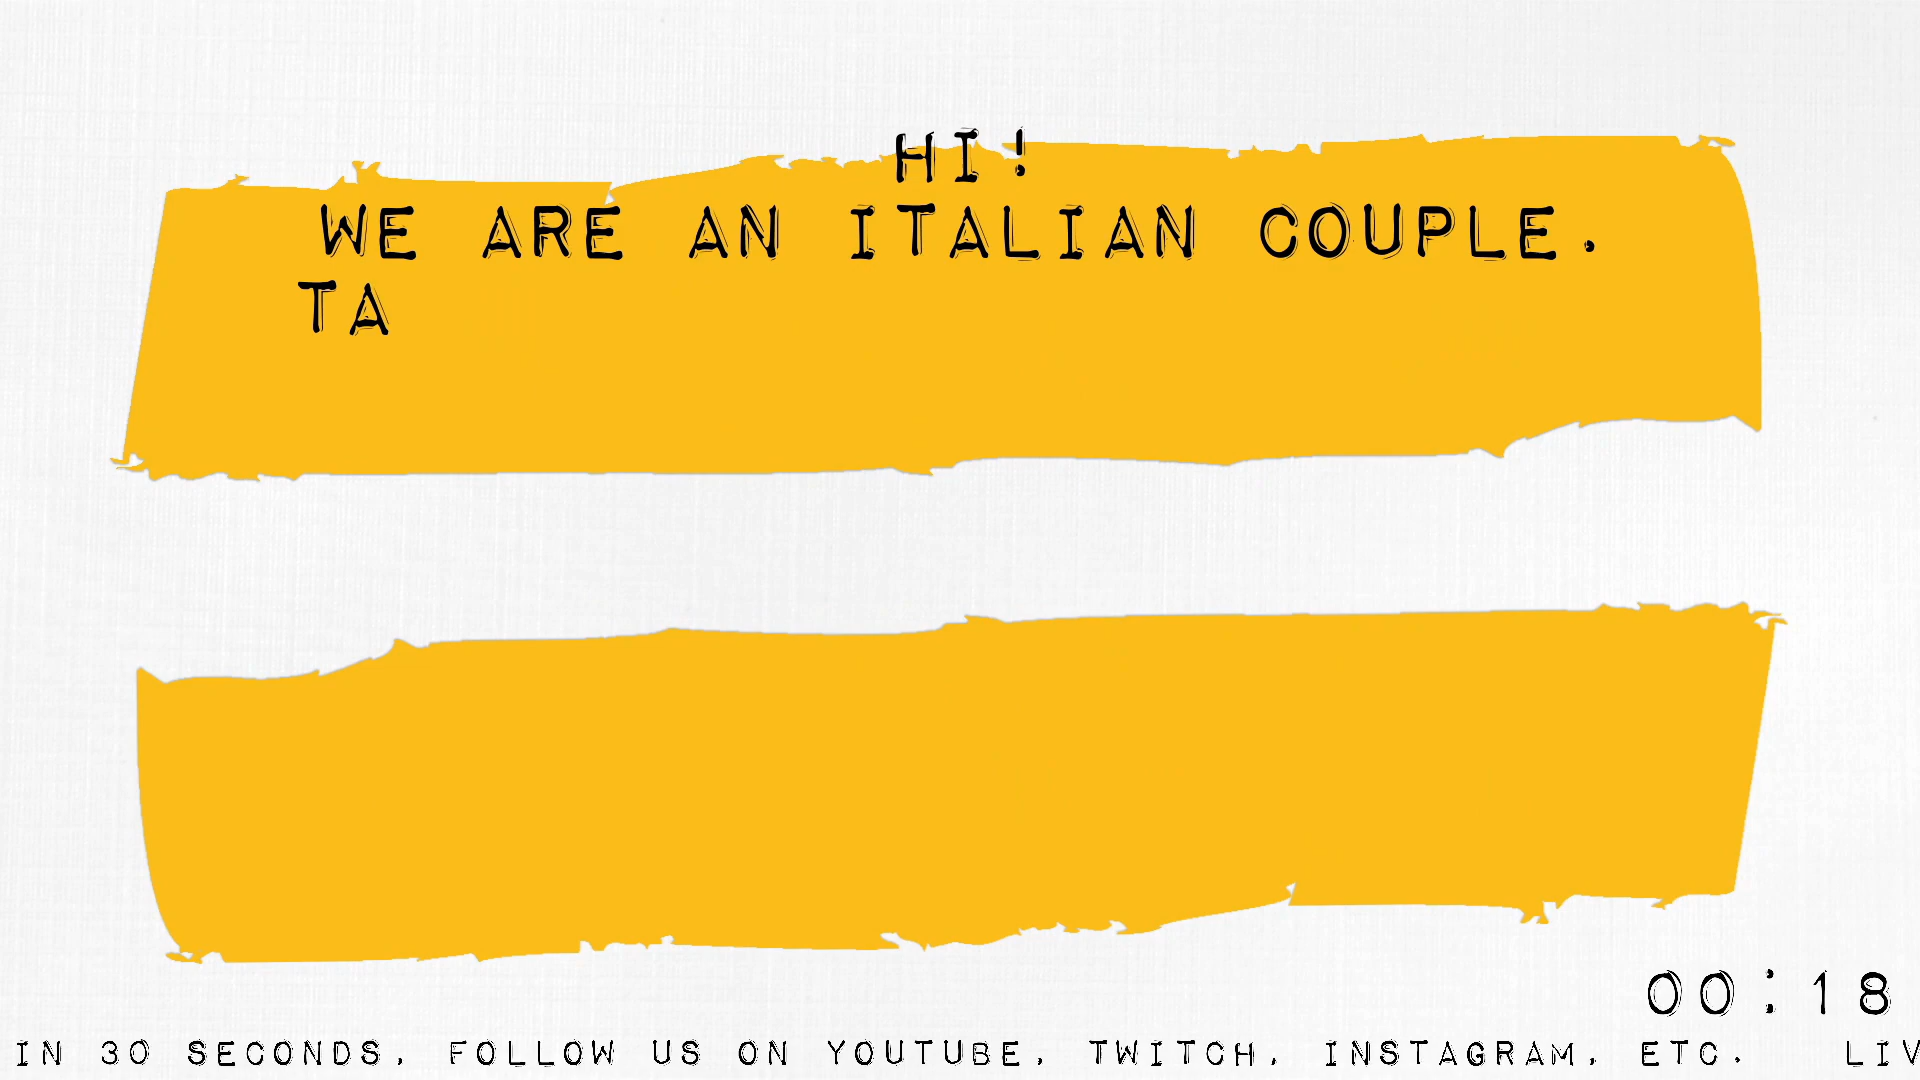 HI!
WE ARE AN ITALIAN COUPLE.
TA
00:18
IN 30 SECONDS, FOLLOW US ON YOUTUBE, TWITCH, INSTAGRAM, ETC. LIV